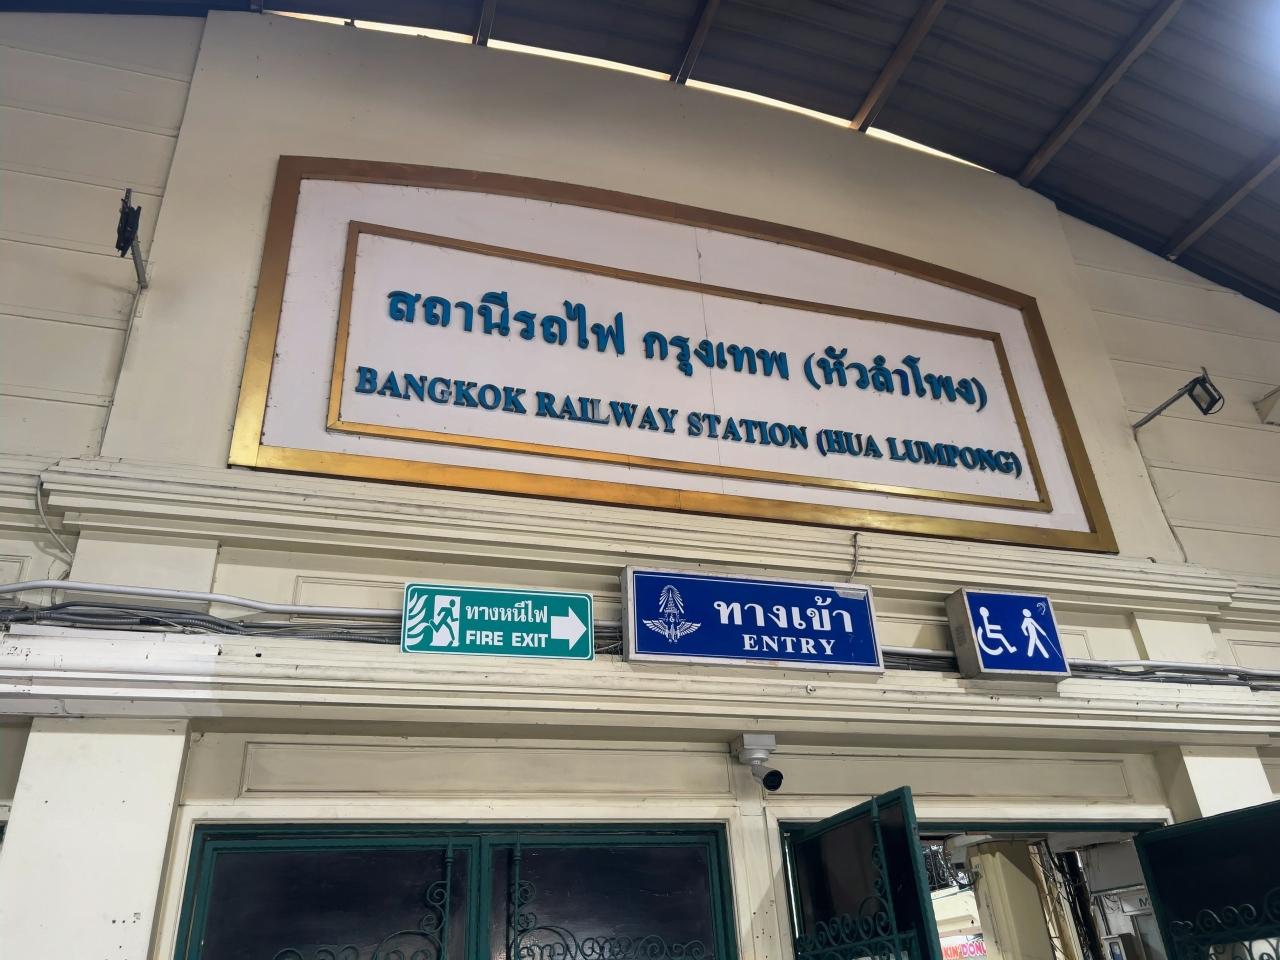 สถานีรถไฟ กรุงเทพ (หัวลำโพง)
BANGKOK RAILWAY STATION (HUA LUMPONG)
ทางหนีไฟ
FIRE EXIT
ทางเข้า
ENTRY